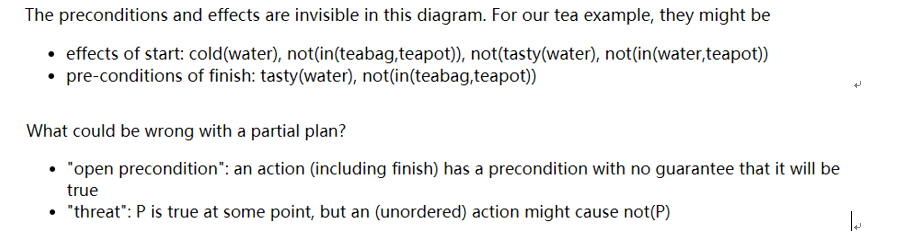 The preconditions and effects are invisible in this diagram. For our tea example, they might be
• effects of start: cold(water), not(in(teabag,teapot)), not(tasty(water), not(in(water,teapot))
• pre-conditions of finish: tasty(water), not(in(teabag,teapot))
What could be wrong with a partial plan?
• "open precondition": an action (including finish) has a precondition with no guarantee that it will be
true
• "threat": P is true at some point, but an (unordered) action might cause not(P)